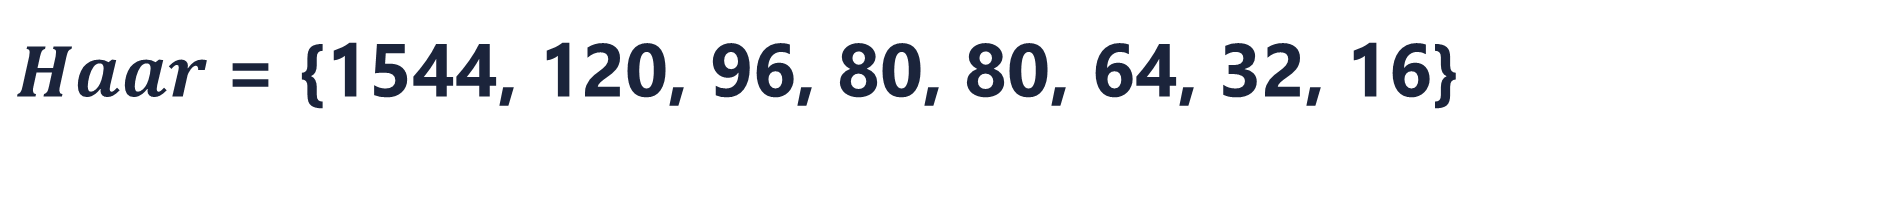 Haar = {1544, 120, 96, 80, 80, 64, 32, 16}